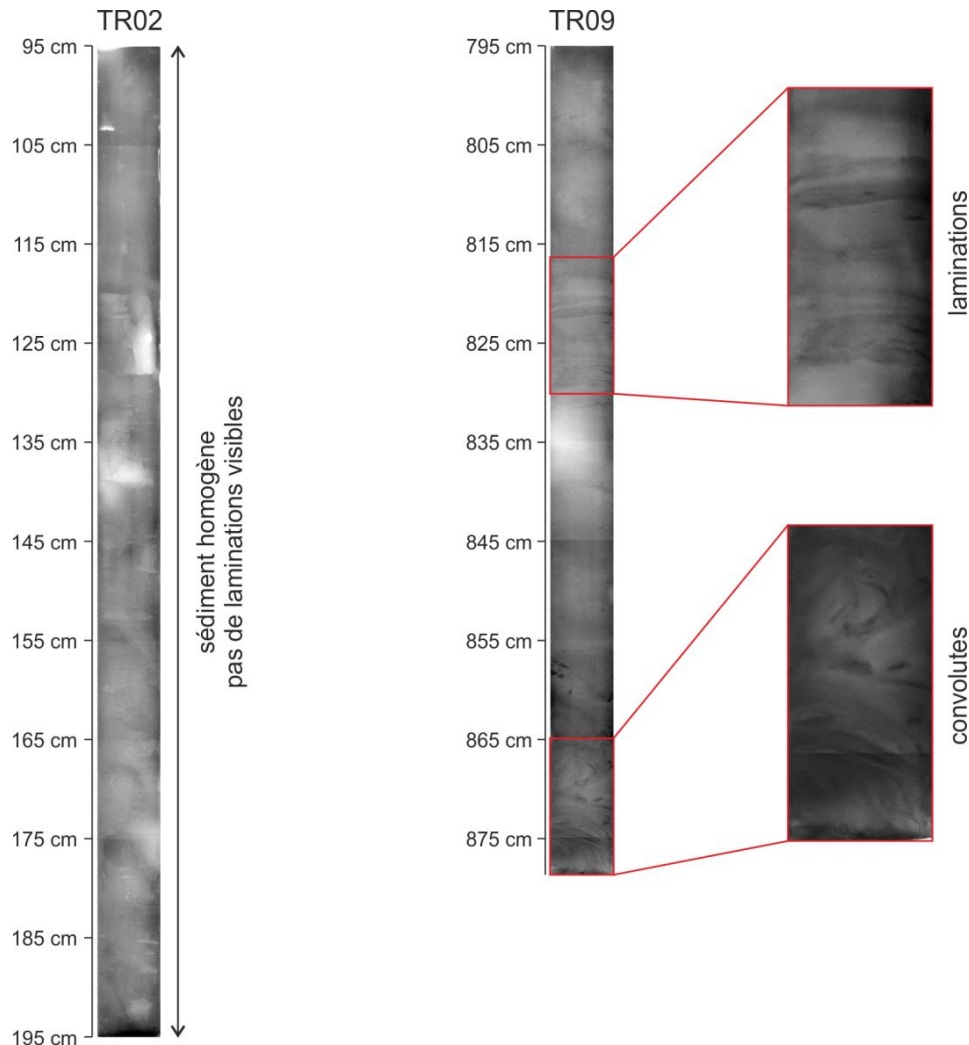 TR02
95 cm
105 cm
115 cm
125 cm
135 cm
145 cm
155 cm
165 cm
175 cm
185 cm
195 cm
sédiment homogène
pas de laminations visibles
TR09
795 cm
805 cm
815 cm
825 cm
835 cm
845 cm
855 cm
865 cm
875 cm
laminations
convolutes